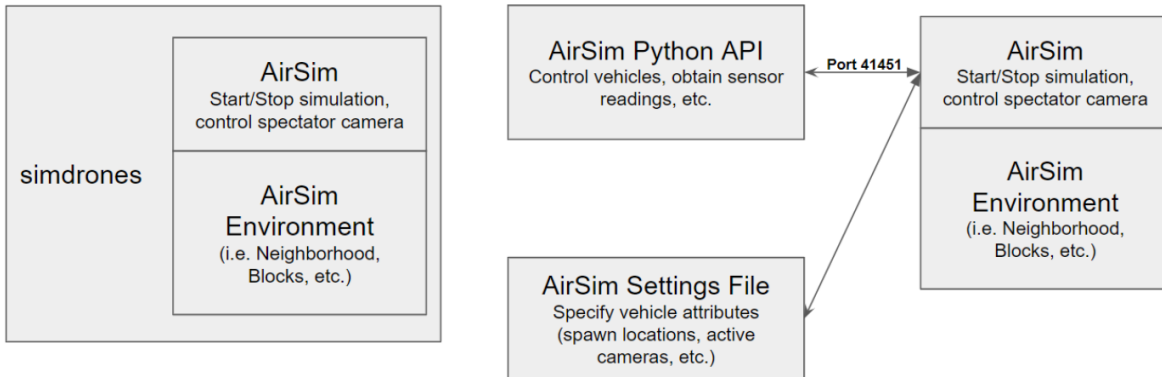 simdrones
AirSim
Start/Stop simulation,
control spectator camera
AirSim
Environment
(i.e. Neighborhood,
Blocks, etc.)
AirSim Python API
Control vehicles, obtain sensor
readings, etc.
Port 41451
AirSim Settings File
Specify vehicle attributes
(spawn locations, active
cameras, etc.)
AirSim
Start/Stop simulation,
control spectator camera
AirSim
Environment
(i.e. Neighborhood,
Blocks, etc.)